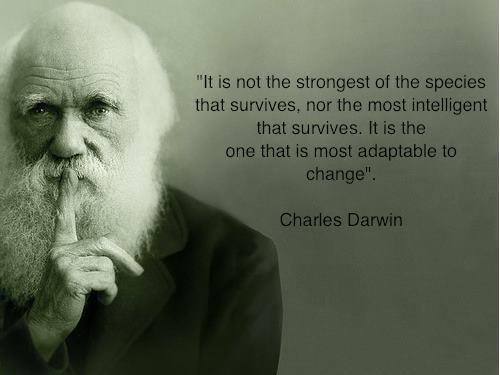 "It is not the strongest of the species
that survives, nor the most intelligent
that survives. It is the
one that is most adaptable to
change".
Charles Darwin